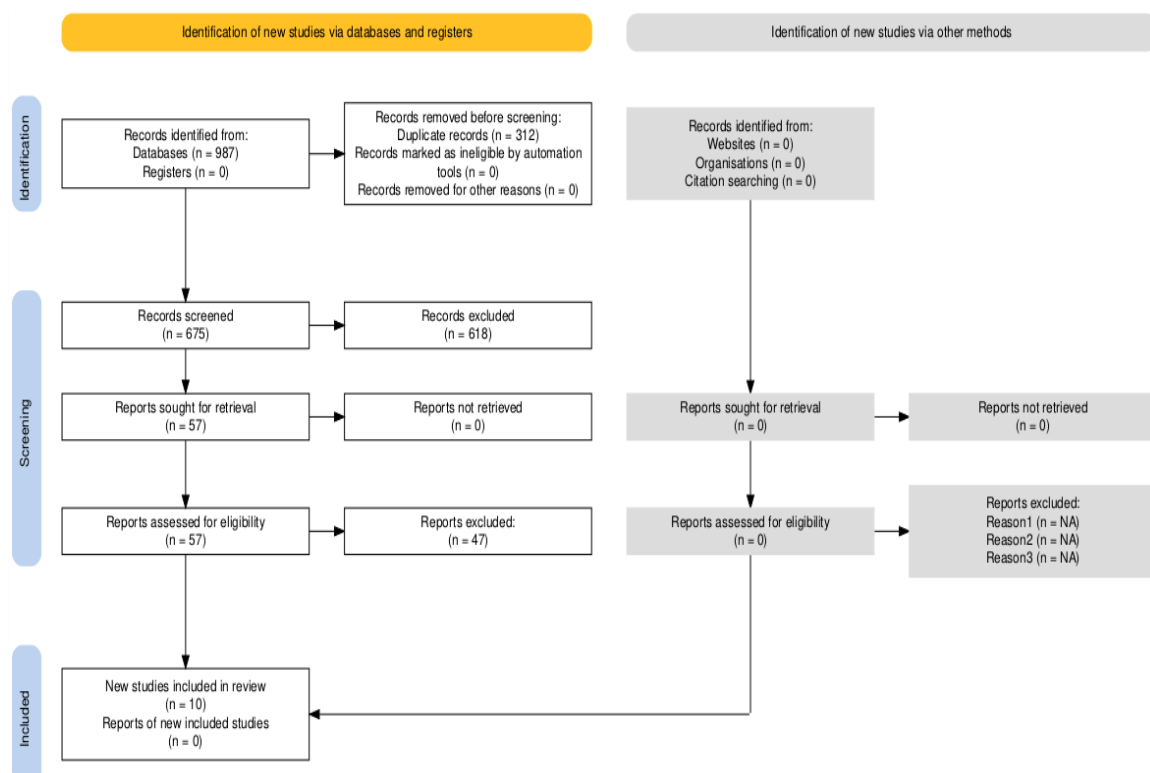 Identification of new studies via databases and registers
Identification of new studies via other methods
Identification
Records identified from:
Databases (n = 987)
Registers (n = 0)
Records removed before screening:
Duplicate records (n = 312)
Records marked as ineligible by automation
tools (n = 0)
Records removed for other reasons (n = 0)
Records identified from:
Websites (n = 0)
Organisations (n = 0)
Citation searching (n = 0)
Screening
Records screened
(n = 675)
Records excluded
(n = 618)
Reports sought for retrieval
(n = 57)
Reports not retrieved
(n = 0)
Reports sought for retrieval
(n = 0)
Reports not retrieved
(n = 0)
Reports assessed for eligibility
(n = 57)
Reports excluded:
(n = 47)
Reports assessed for eligibility
(n = 0)
Reports excluded:
Reason1 (n = NA)
Reason2 (n = NA)
Reason3 (n = NA)
Included
New studies included in review
(n = 10)
Reports of new included studies
(n = 0)